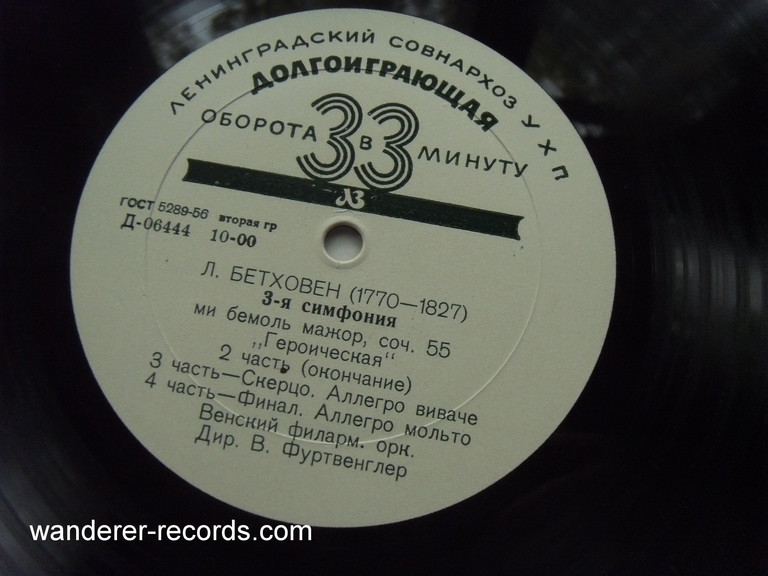 ЛЕНИНГРАДСКИЙ СОВНАРХОЗ УХП
ДОЛГОИГРАЮЩАЯ
ОБОРОТА 33 В МИНУТУ
ЛЗ
ГОСТ 5289-56 вторая гр
Д-06444 10-00
Л. БЕТХОВЕН (1770—1827)
3-я симфония
ми бемоль мажор, соч. 55
„Героическая“
2 часть (окончание)
3 часть—Скерцо. Аллегро виваче
4 часть—Финал. Аллегро мольто
Венский филарм. орк.
Дир. В. Фуртвенглер
wanderer-records.com